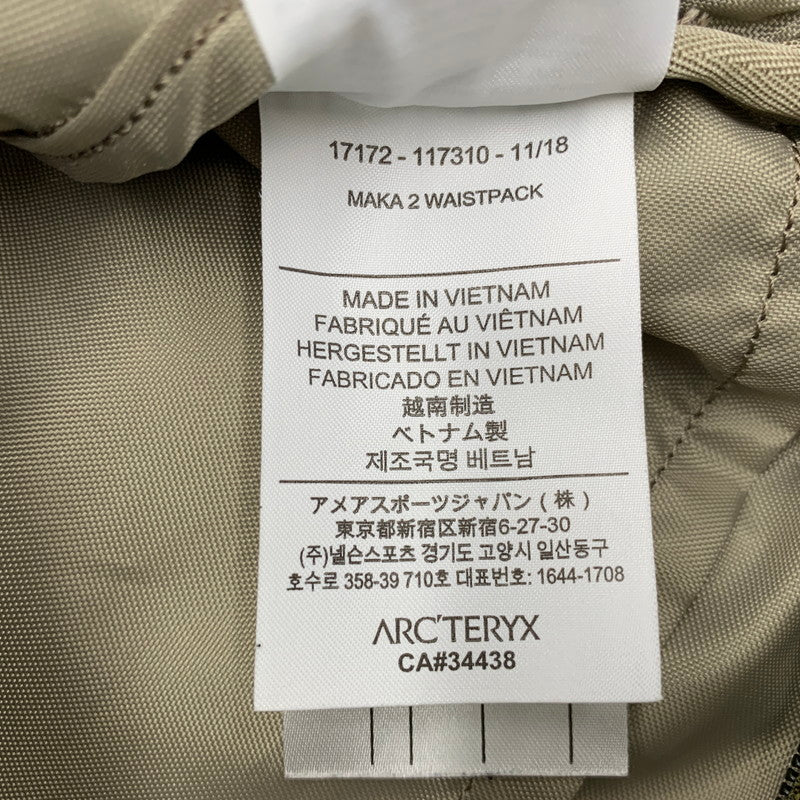 17172 - 117310 - 11/18
MAKA 2 WAISTPACK
MADE IN VIETNAM
FABRIQUÉ AU VIÊTNAM
HERGESTELLT IN VIETNAM
FABRICADO EN VIETNAM
越南制造
ベトナム製
제조국명 베트남
アメアスポーツジャパン（株）
東京都新宿区新宿6-27-30
(주)넬슨스포츠 경기도 고양시 일산동구
호수로 358-39 710호 대표번호: 1644-1708
ARC'TERYX
CA#34438